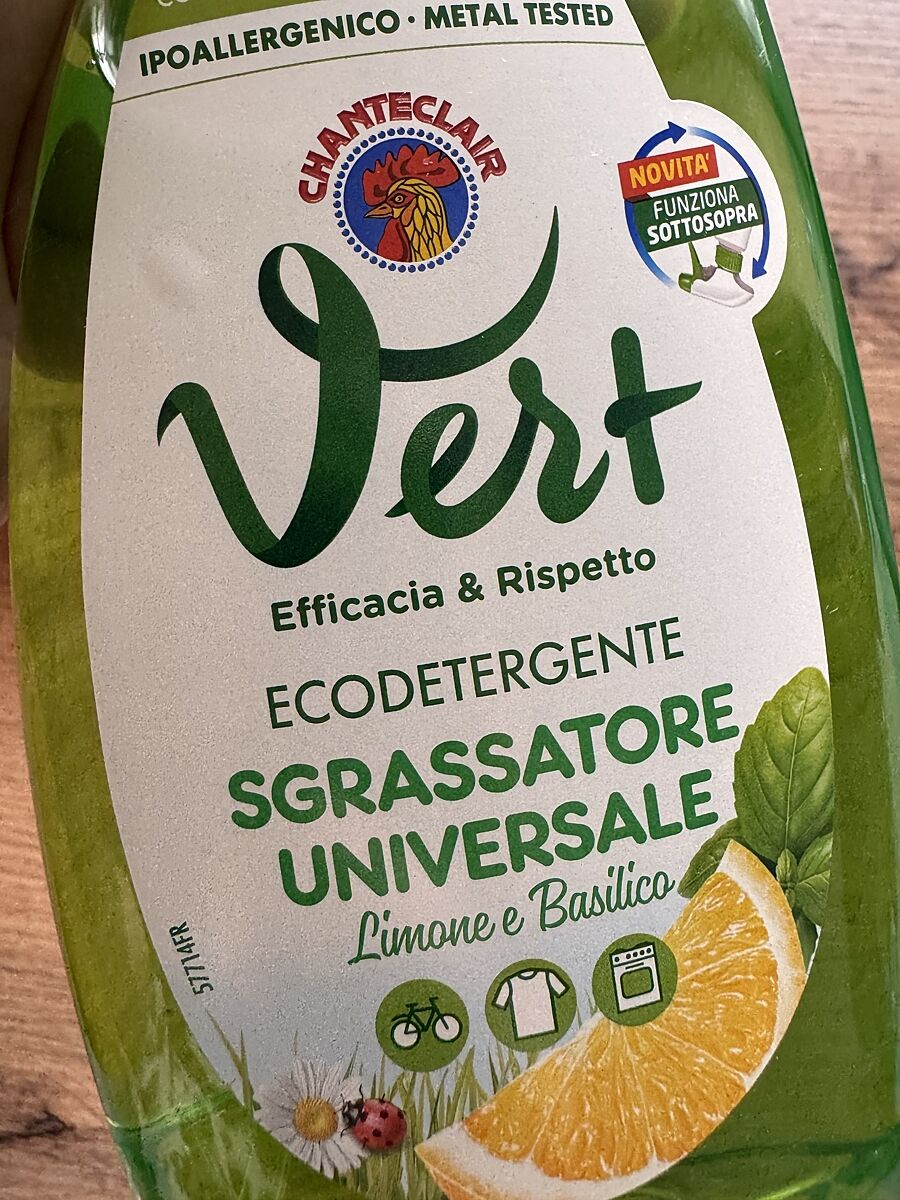 IPOALLERGENICO · METAL TESTED
CHANTECLAIR
NOVITA'
FUNZIONA
SOTTOSOPRA
Vert
Efficacia & Rispetto
ECODETERGENTE
SGRASSATORE
UNIVERSALE
Limone e Basilico
57714FR